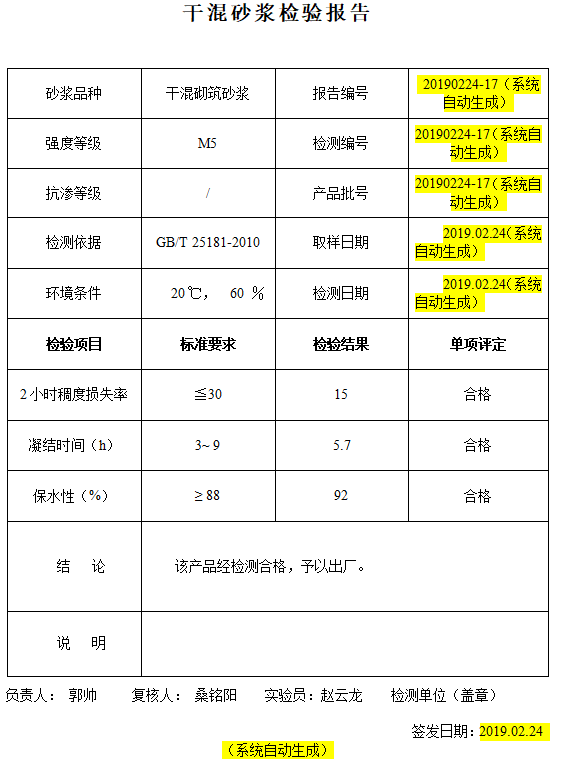 干混砂浆检验报告
砂浆品种 干混砌筑砂浆 报告编号 20190224-17（系统
自动生成）
强度等级 M5 检测编号 20190224-17（系统自
动生成）
抗渗等级 / 产品批号 20190224-17（系统自
动生成）
检测依据 GB/T 25181-2010 取样日期 2019.02.24（系统
自动生成）
环境条件 20℃， 60 % 检测日期 2019.02.24（系统
自动生成）
检验项目 标准要求 检验结果 单项评定
2小时稠度损失率 ≦30 15 合格
凝结时间（h） 3~ 9 5.7 合格
保水性（%） ≥ 88 92 合格
结 论 该产品经检测合格，予以出厂。
说 明
负责人： 郭帅 复核人： 桑铭阳 实验员：赵云龙 检测单位（盖章）
签发日期：2019.02.24
（系统自动生成）